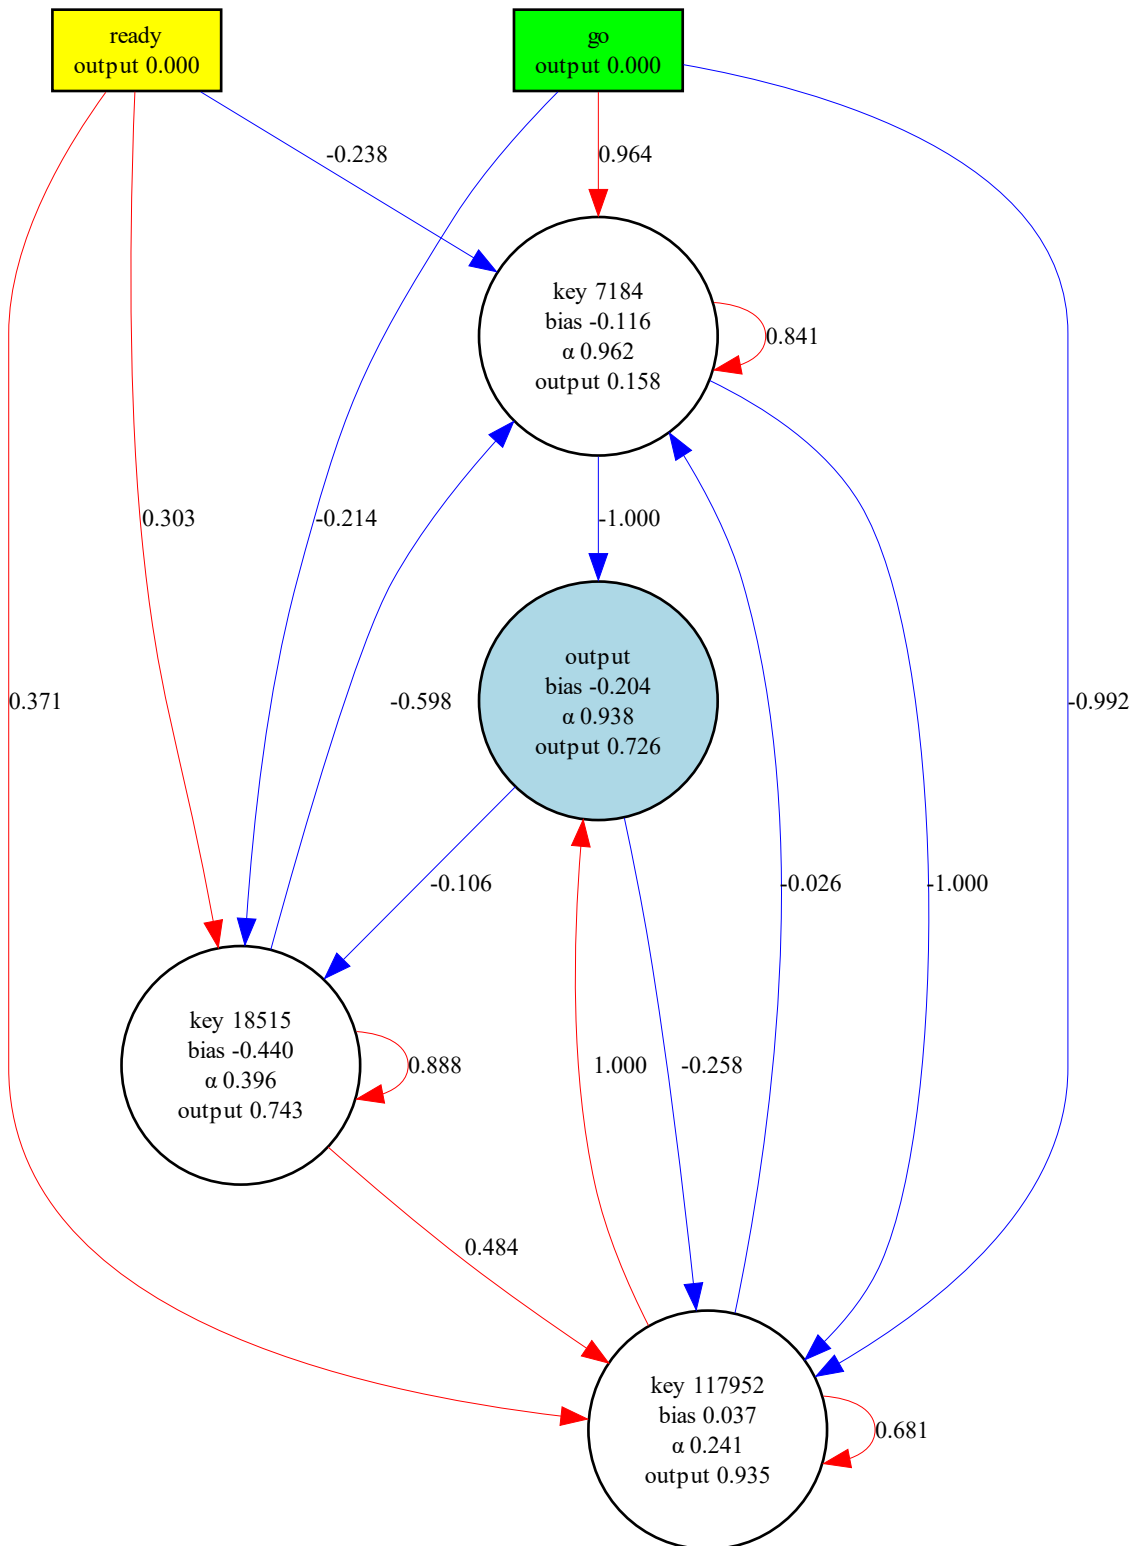 ready
output 0.000
go
output 0.000
-0.238
0.964
key 7184
bias -0.116
α 0.962
output 0.158
0.841
0.303
-0.214
-1.000
output
bias -0.204
α 0.938
output 0.726
0.371
-0.598
-0.992
-0.106
-0.026
-1.000
key 18515
bias -0.440
α 0.396
output 0.743
0.888
1.000
-0.258
0.484
key 117952
bias 0.037
α 0.241
output 0.935
0.681